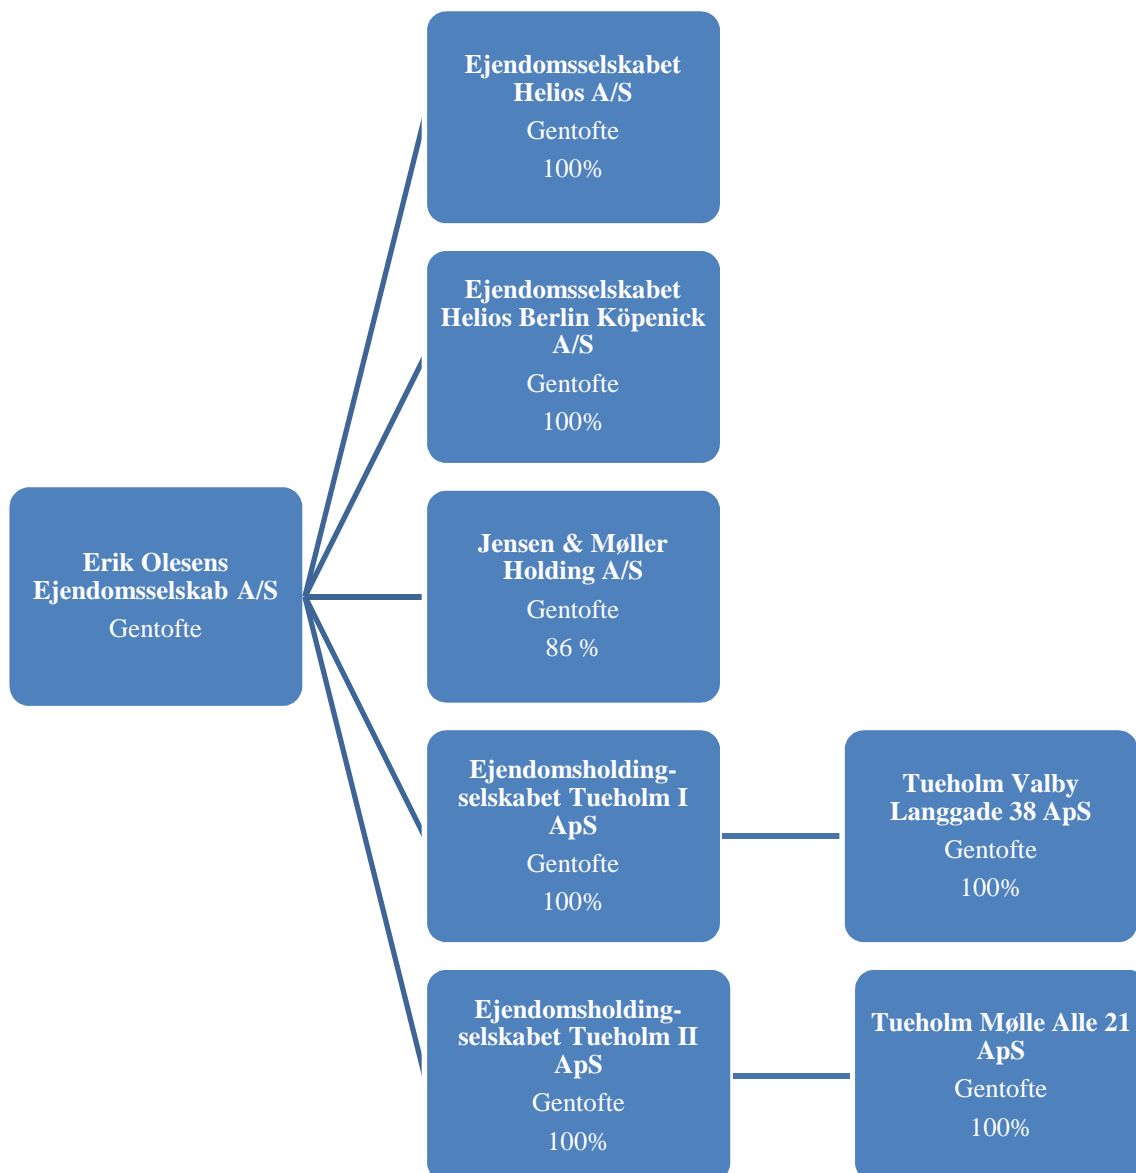 Ejendomsselskabet
Helios A/S
Gentofte
100%
Ejendomsselskabet
Helios Berlin Köpenick
A/S
Gentofte
100%
Erik Olesens
Ejendomsselskab A/S
Gentofte
Jensen & Møller
Holding A/S
Gentofte
86 %
Ejendomsholding-
selskabet Tueholm I
ApS
Gentofte
100%
Tueholm Valby
Langgade 38 ApS
Gentofte
100%
Ejendomsholding-
selskabet Tueholm II
ApS
Gentofte
100%
Tueholm Mølle Alle 21
ApS
Gentofte
100%